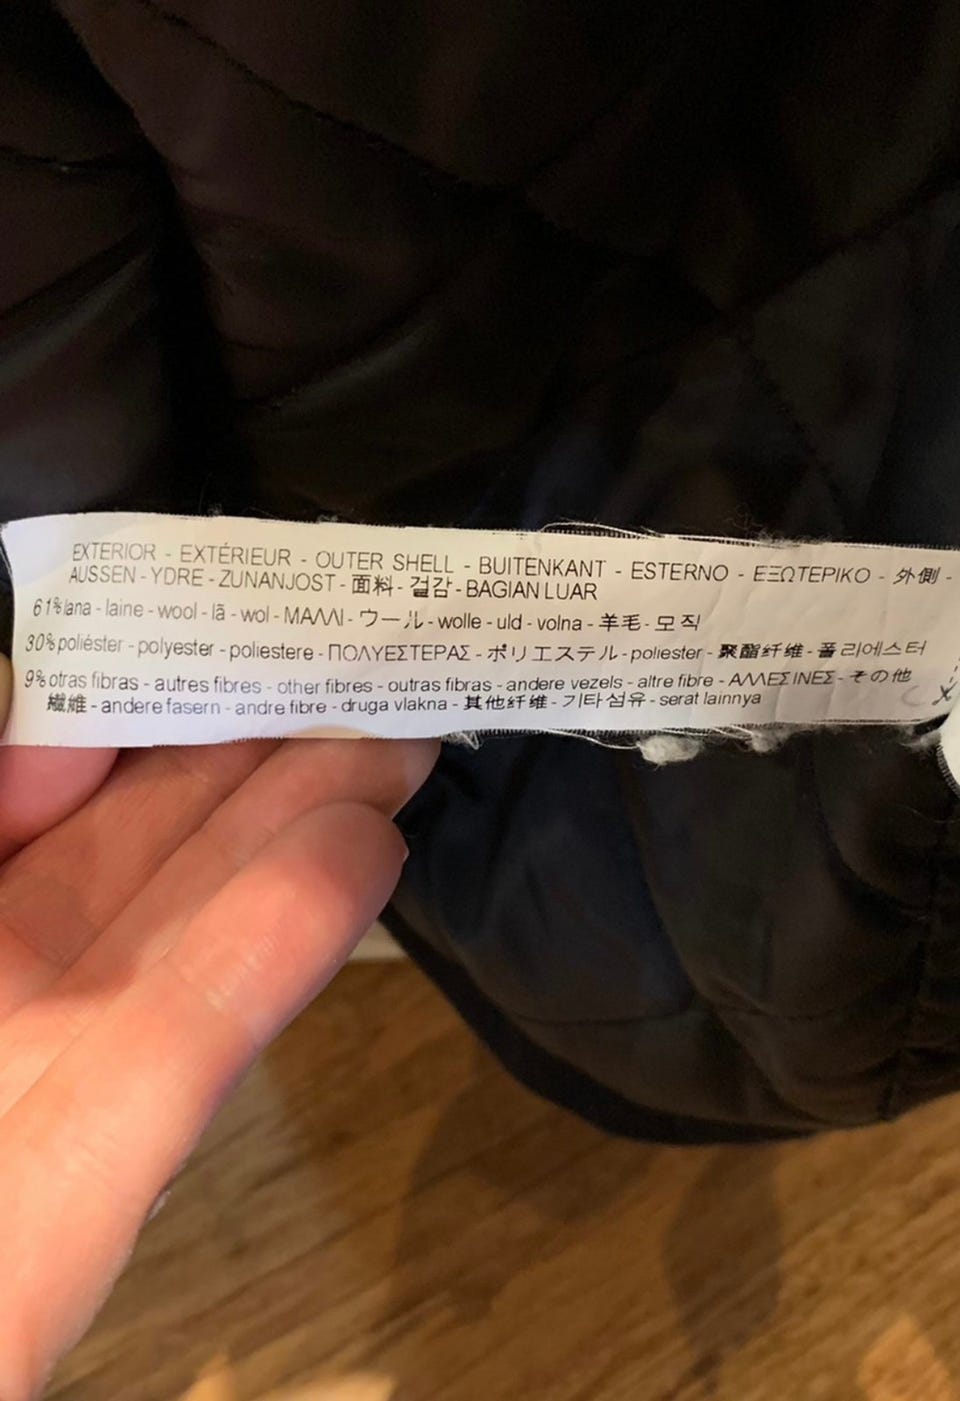 EXTERIOR - EXTÉRIEUR - OUTER SHELL - BUITENKANT - ESTERNO - ΕΞΩΤΕΡΙΚΟ - 外側 -
AUSSEN - YDRE - ZUNANJOST - 面料 - 겉감 - BAGIAN LUAR
61% lana - laine - wool - lã - wol - ΜΑΛΛΙ - ウール - wolle - uld - volna - 羊毛 - 모직
30% poliéster - polyester - poliestere - ΠΟΛΥΕΣΤΕΡΑΣ - ポリエステル - poliester - 聚酯纤维 - 폴리에스터
9% otras fibras - autres fibres - other fibres - outras fibras - andere vezels - altre fibre - ΑΛΛΕΣ ΙΝΕΣ - その他
繊維 - andere fasern - andre fibre - druga vlakna - 其他纤维 - 기타섬유 - serat lainnya